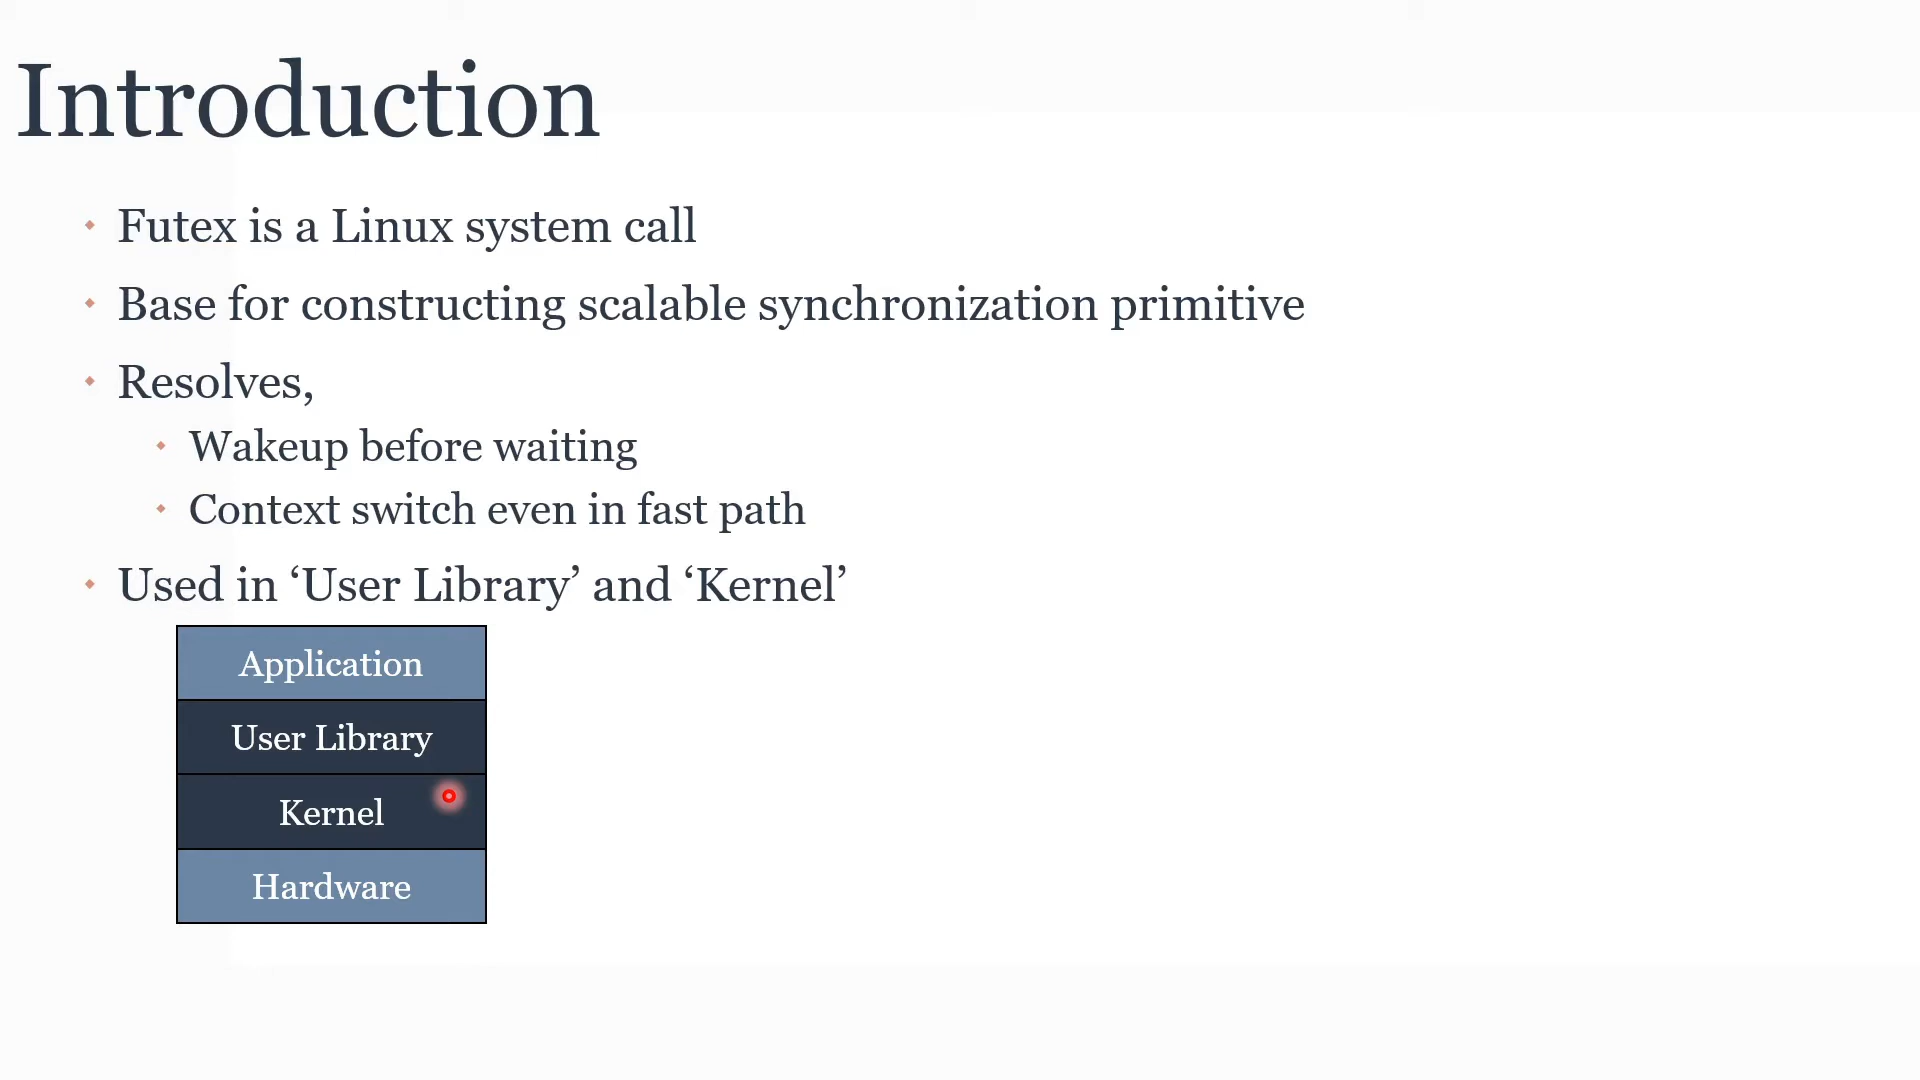 Introduction
Futex is a Linux system call
Base for constructing scalable synchronization primitive
Resolves,
Wakeup before waiting
Context switch even in fast path
Used in ‘User Library’ and ‘Kernel’
Application
User Library
Kernel
Hardware